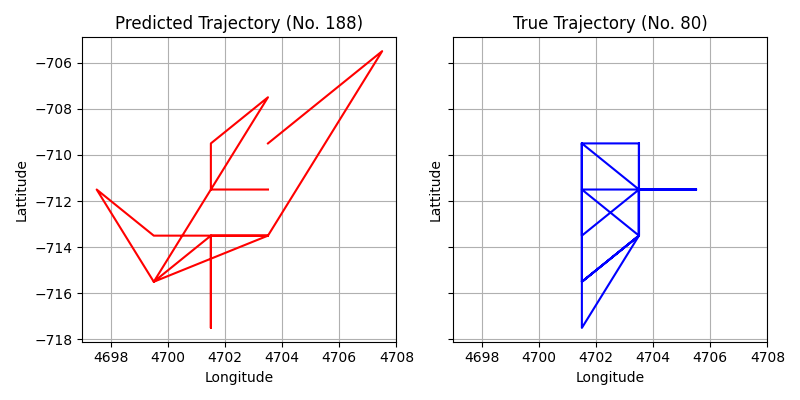 Predicted Trajectory (No. 188)
True Trajectory (No. 80)
−706
−708
−710
−712
−714
−716
−718
Lattitude
Lattitude
4698 4700 4702 4704 4706 4708
4698 4700 4702 4704 4706 4708
Longitude
Longitude